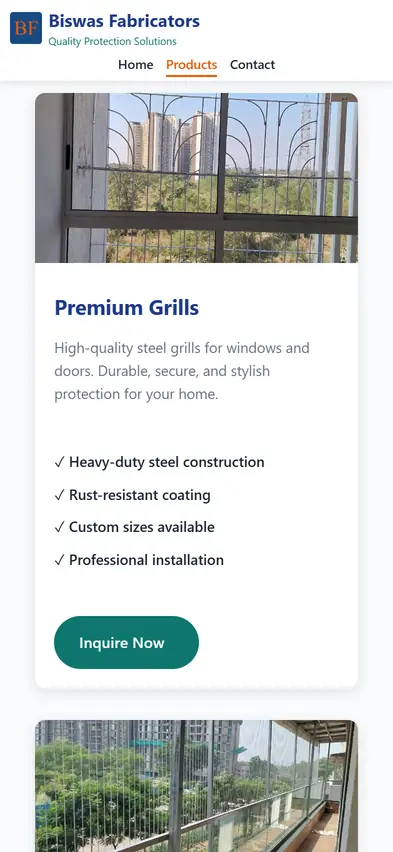 BF
Biswas Fabricators
Quality Protection Solutions
Home Products Contact
Premium Grills
High-quality steel grills for windows and
doors. Durable, secure, and stylish
protection for your home.
✓ Heavy-duty steel construction
✓ Rust-resistant coating
✓ Custom sizes available
✓ Professional installation
Inquire Now